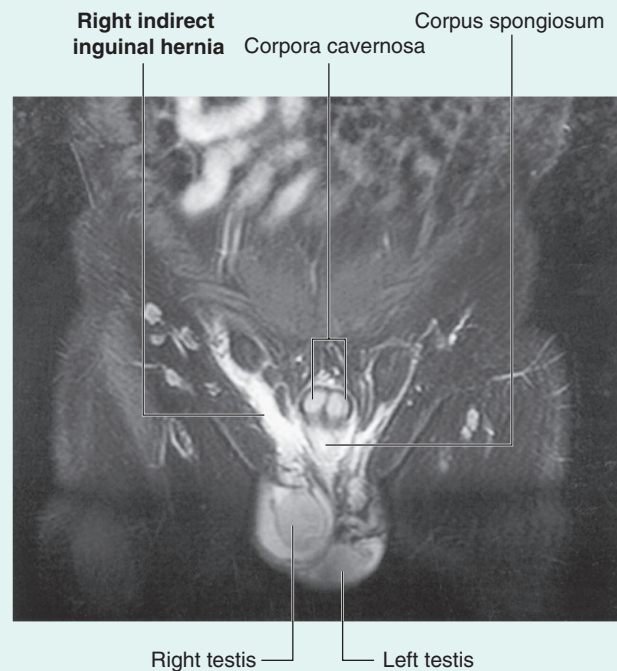 Right indirect
inguinal hernia
Corpora cavernosa
Corpus spongiosum
Right testis
Left testis